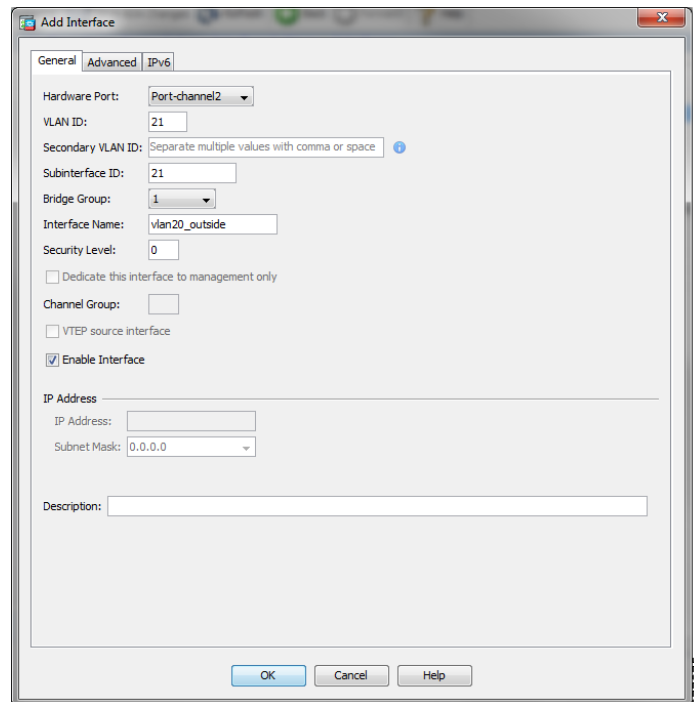 Add Interface
General Advanced IPv6
Hardware Port: Port-channel2
VLAN ID: 21
Secondary VLAN ID: Separate multiple values with comma or space
Subinterface ID: 21
Bridge Group: 1
Interface Name: vlan20_outside
Security Level: 0
Dedicate this interface to management only
Channel Group:
VTEP source interface
Enable Interface
IP Address
IP Address:
Subnet Mask: 0.0.0.0
Description:
OK Cancel Help